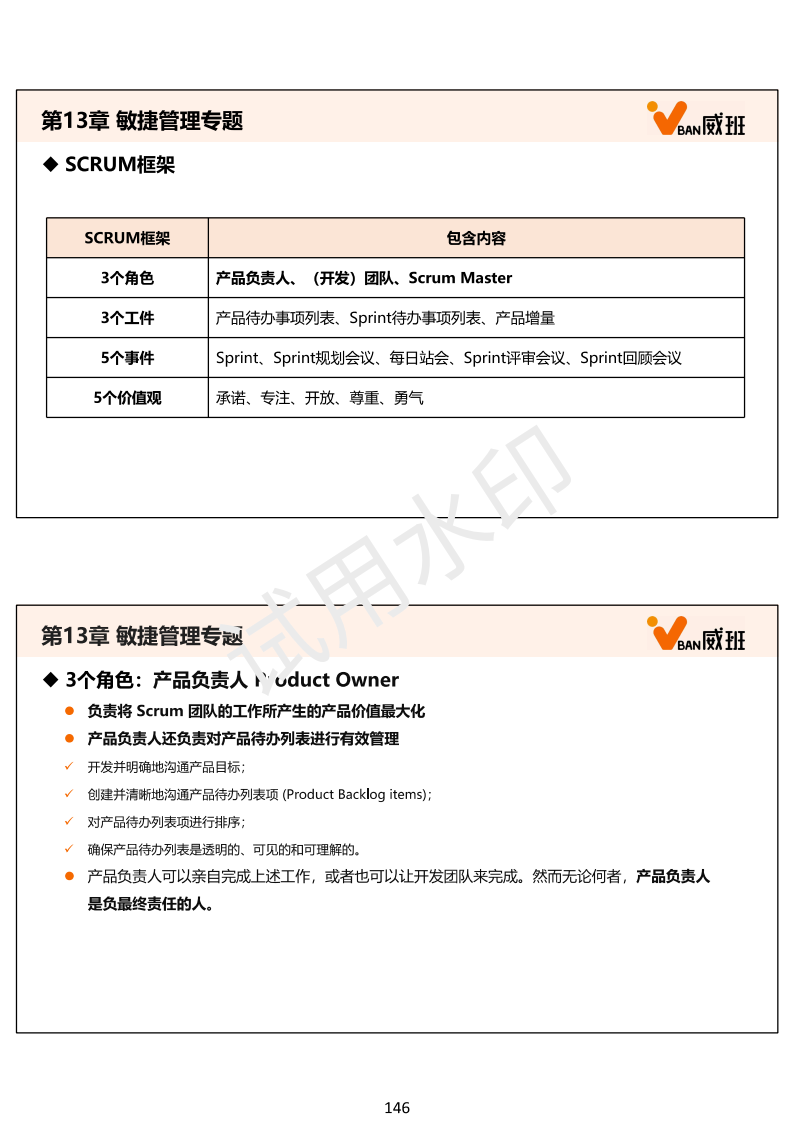 第13章 敏捷管理专题
VBAN威班
◆ SCRUM框架
SCRUM框架 包含内容
3个角色 产品负责人、（开发）团队、Scrum Master
3个工件 产品待办事项列表、Sprint待办事项列表、产品增量
5个事件 Sprint、Sprint规划会议、每日站会、Sprint评审会议、Sprint回顾会议
5个价值观 承诺、专注、开放、尊重、勇气
试用水印
第13章 敏捷管理专题
VBAN威班
◆ 3个角色：产品负责人 Product Owner
● 负责将 Scrum 团队的工作所产生的产品价值最大化
● 产品负责人还负责对产品待办列表进行有效管理
✓ 开发并明确地沟通产品目标；
✓ 创建并清晰地沟通产品待办列表项 (Product Backlog items)；
✓ 对产品待办列表项进行排序；
✓ 确保产品待办列表是透明的、可见的和可理解的。
● 产品负责人可以亲自完成上述工作，或者也可以让开发团队来完成。然而无论何者，产品负责人
是负最终责任的人。
146